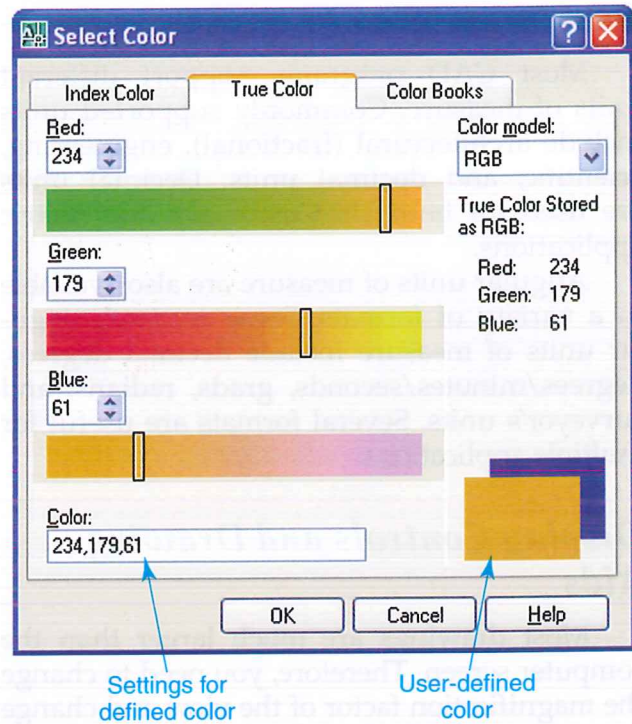 Select Color
Index Color
True Color
Color Books
Red:
234
Green:
179
Blue:
61
Color:
234,179,61
Color model:
RGB
True Color Stored
as RGB:
Red: 234
Green: 179
Blue: 61
OK
Cancel
Help
Settings for
defined color
User-defined
color